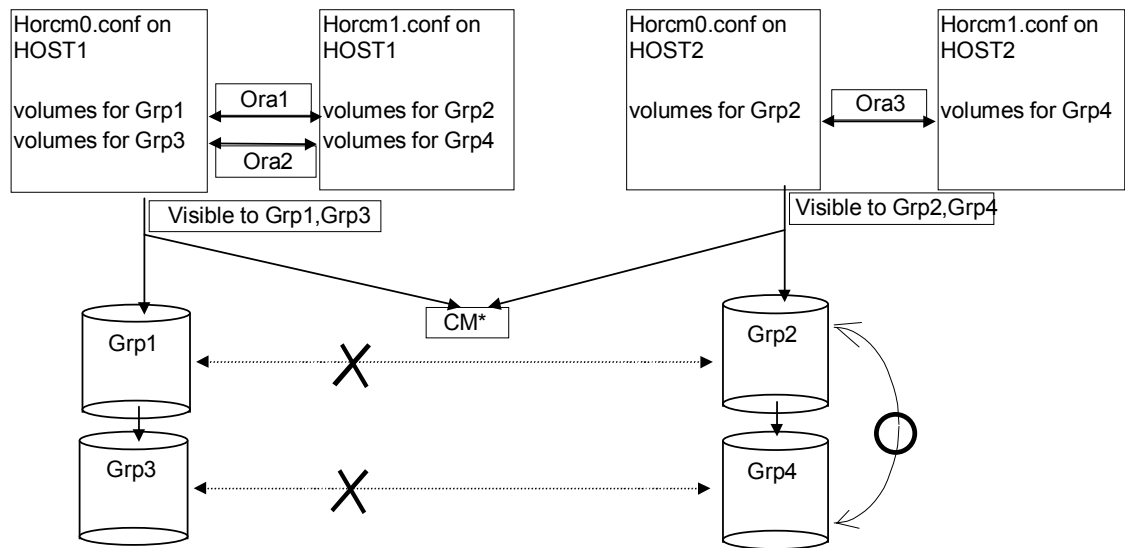 Horcm0.conf on
HOST1
volumes for Grp1
volumes for Grp3
Ora1
Ora2
Horcm1.conf on
HOST1
volumes for Grp2
volumes for Grp4
Horcm0.conf on
HOST2
volumes for Grp2
Ora3
Horcm1.conf on
HOST2
volumes for Grp4
Visible to Grp1,Grp3
Visible to Grp2,Grp4
CM*
Grp1
Grp2
Grp3
Grp4